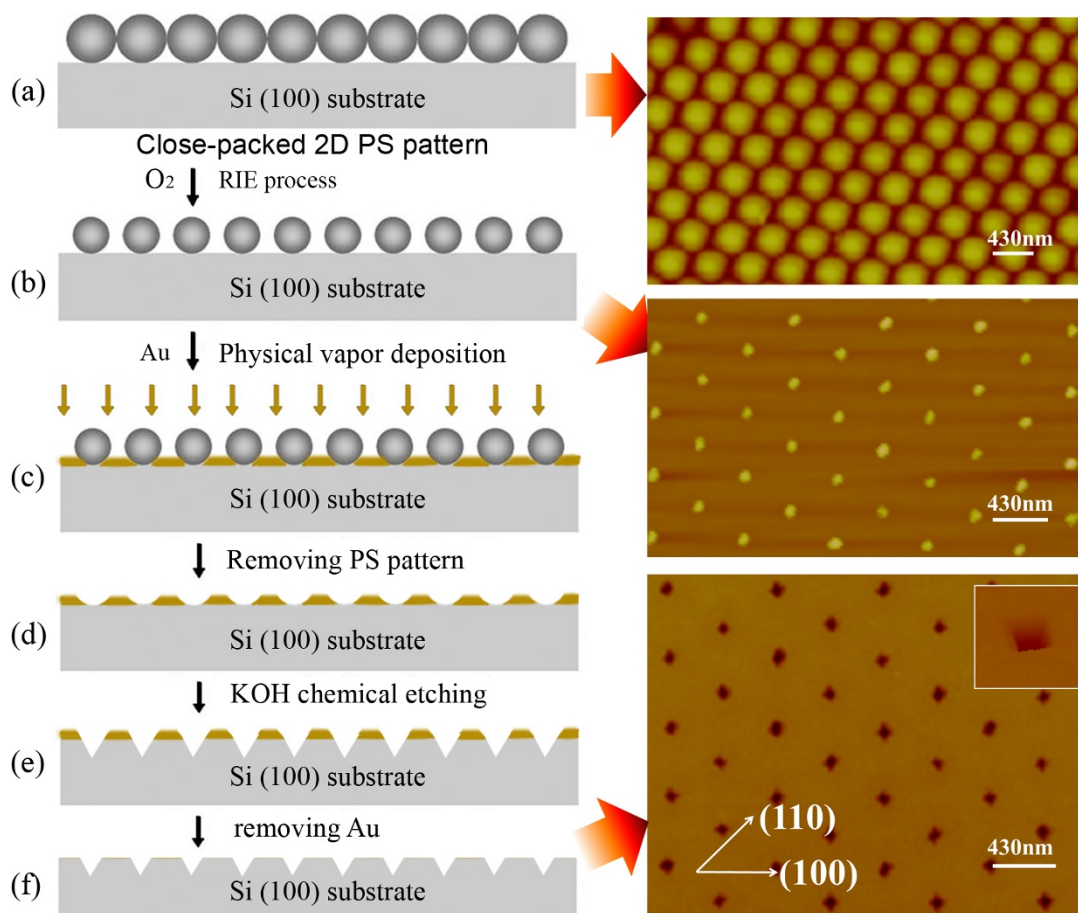 (a)
Si (100) substrate
Close-packed 2D PS pattern
O₂ RIE process
(b)
Si (100) substrate
Au Physical vapor deposition
(c)
Si (100) substrate
Removing PS pattern
(d)
Si (100) substrate
KOH chemical etching
(e)
Si (100) substrate
removing Au
(f)
Si (100) substrate
430nm
430nm
(110)
(100)
430nm